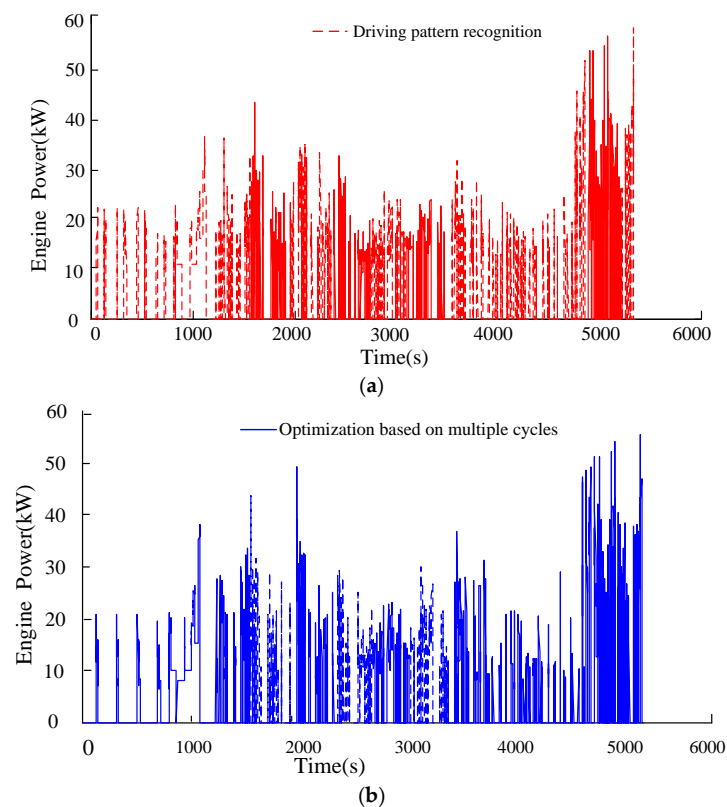 60
Driving pattern recognition
50
40
30
20
10
0
Engine Power(kW)
0 1000 2000 3000 4000 5000 6000
Time(s)
(a)
60
Optimization based on multiple cycles
50
40
30
20
10
0
Engine Power(kW)
0 1000 2000 3000 4000 5000 6000
Time(s)
(b)